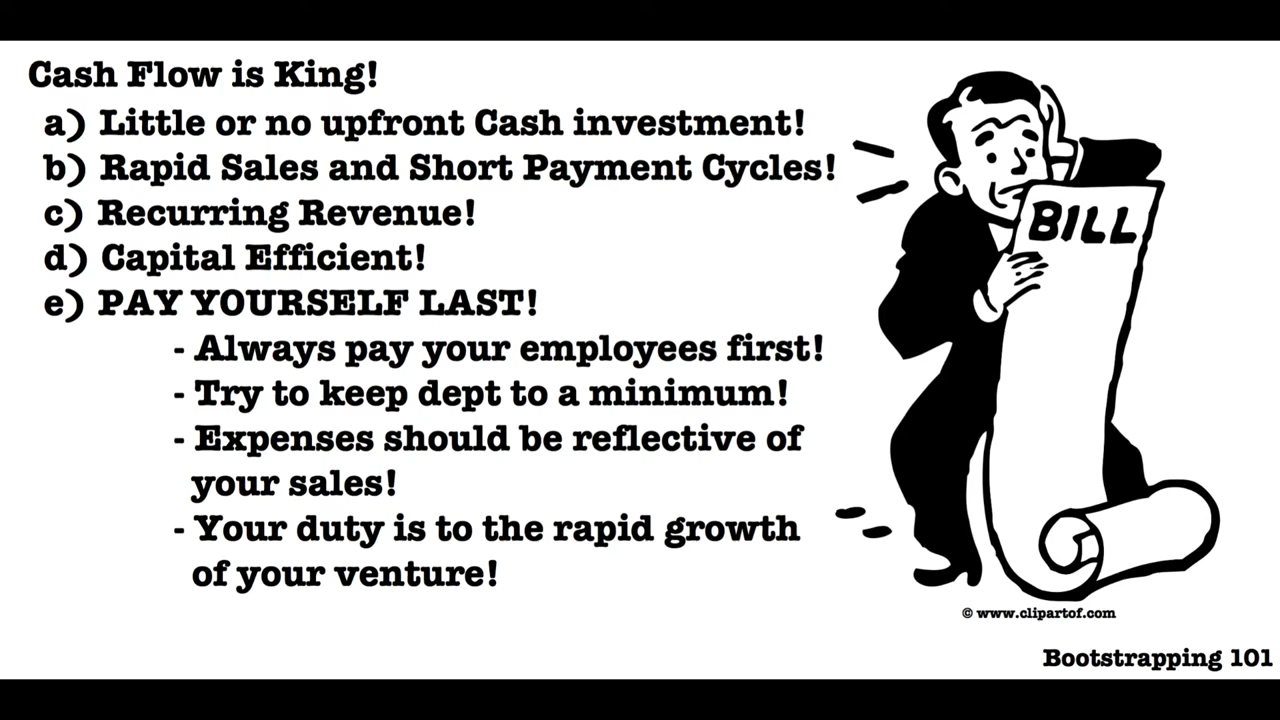 Cash Flow is King!
a) Little or no upfront Cash investment!
b) Rapid Sales and Short Payment Cycles!
c) Recurring Revenue!
d) Capital Efficient!
e) PAY YOURSELF LAST!
- Always pay your employees first!
- Try to keep dept to a minimum!
- Expenses should be reflective of
your sales!
- Your duty is to the rapid growth
of your venture!
BILL
© www.clipartof.com
Bootstrapping 101